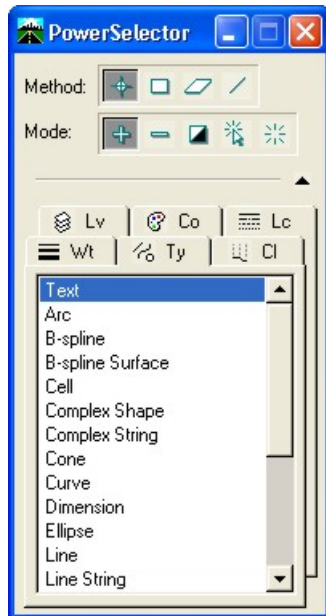 PowerSelector
Method:
Mode:
Lv Co Lc
Wt Ty Cl
Text
Arc
B-spline
B-spline Surface
Cell
Complex Shape
Complex String
Cone
Curve
Dimension
Ellipse
Line
Line String